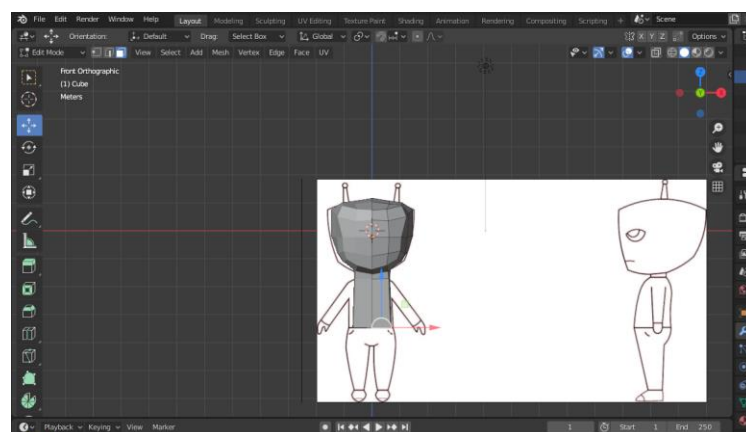 File Edit Render Window Help Layout Modeling Sculpting UV Editing Texture Paint Shading Animation Rendering Compositing Scripting + Scene
Orientation: Default Drag: Select Box Global X Y Z Options
Edit Mode View Select Add Mesh Vertex Edge Face UV
Front Orthographic
(1) Cube
Meters
Z
Y
X
Playback Keying View Marker 1 Start 1 End 250